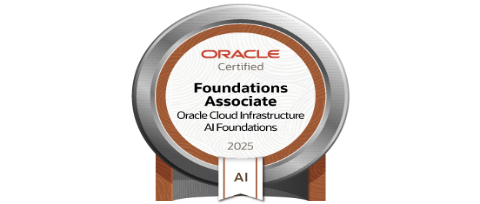 ORACLE
Certified
Foundations
Associate
Oracle Cloud Infrastructure
AI Foundations
2025
AI